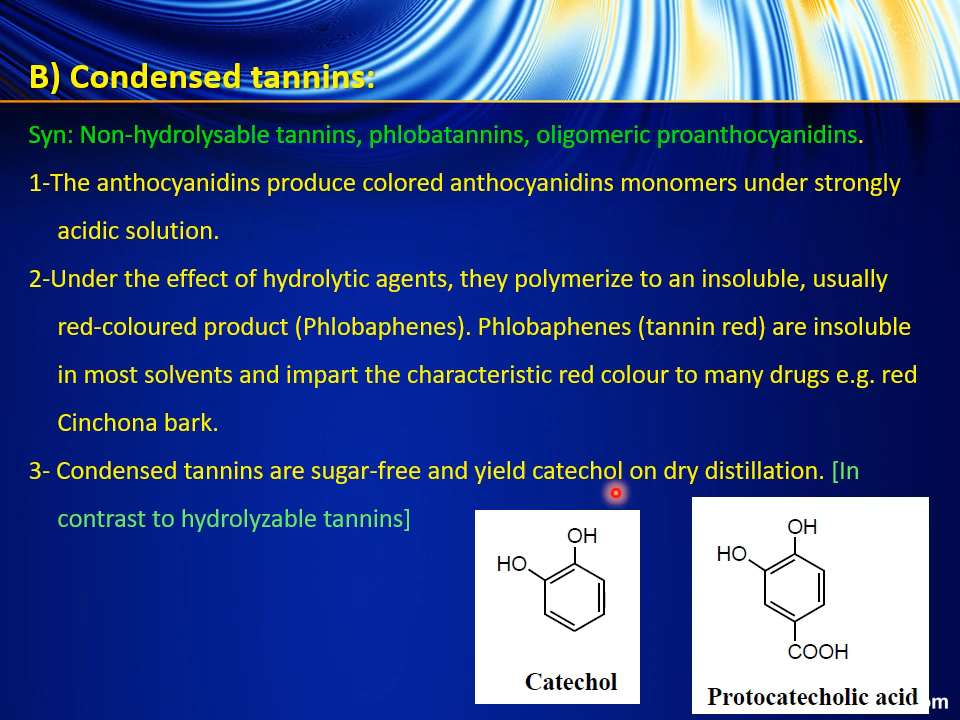 B) Condensed tannins:
Syn: Non-hydrolysable tannins, phlobatannins, oligomeric proanthocyanidins.
1-The anthocyanidins produce colored anthocyanidins monomers under strongly
acidic solution.
2-Under the effect of hydrolytic agents, they polymerize to an insoluble, usually
red-coloured product (Phlobaphenes). Phlobaphenes (tannin red) are insoluble
in most solvents and impart the characteristic red colour to many drugs e.g. red
Cinchona bark.
3- Condensed tannins are sugar-free and yield catechol on dry distillation. [In
contrast to hydrolyzable tannins]
OH
HO
Catechol
OH
HO
COOH
Protocatecholic acid
om